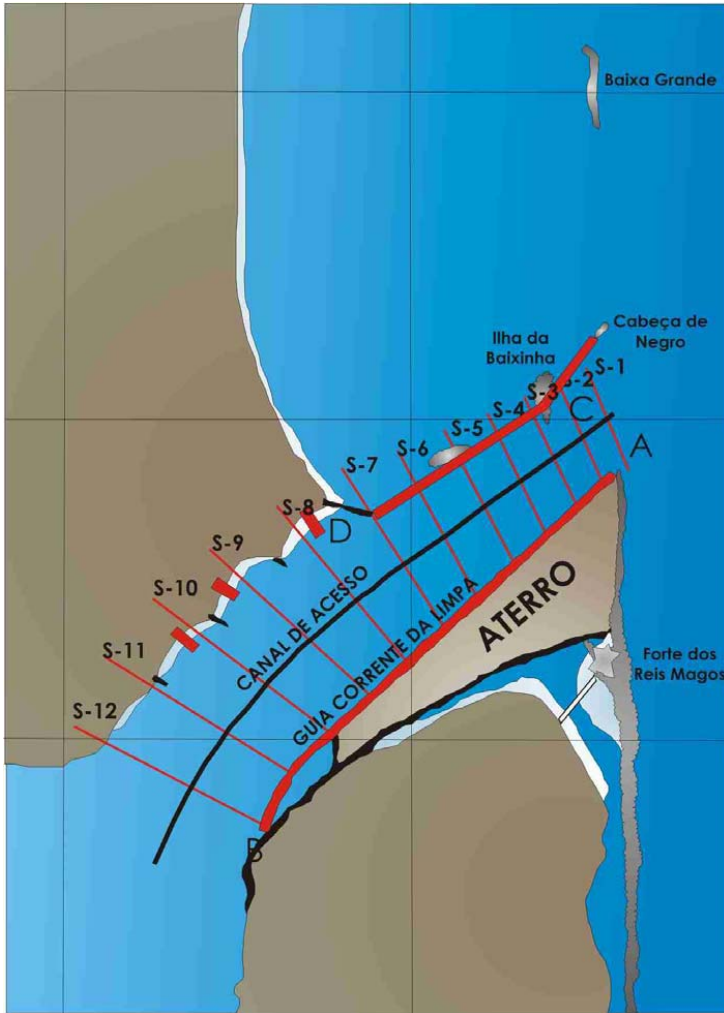 Baixa Grande
Cabeça de
Negro
Ilha da
Baixinha
S-1
S-2
S-3
C
S-4
A
S-5
S-6
S-7
S-8
D
S-9
S-10
S-11
S-12
CANAL DE ACESSO
GUIA CORRENTE DA LIMPA
ATERRO
Forte dos
Reis Magos
B